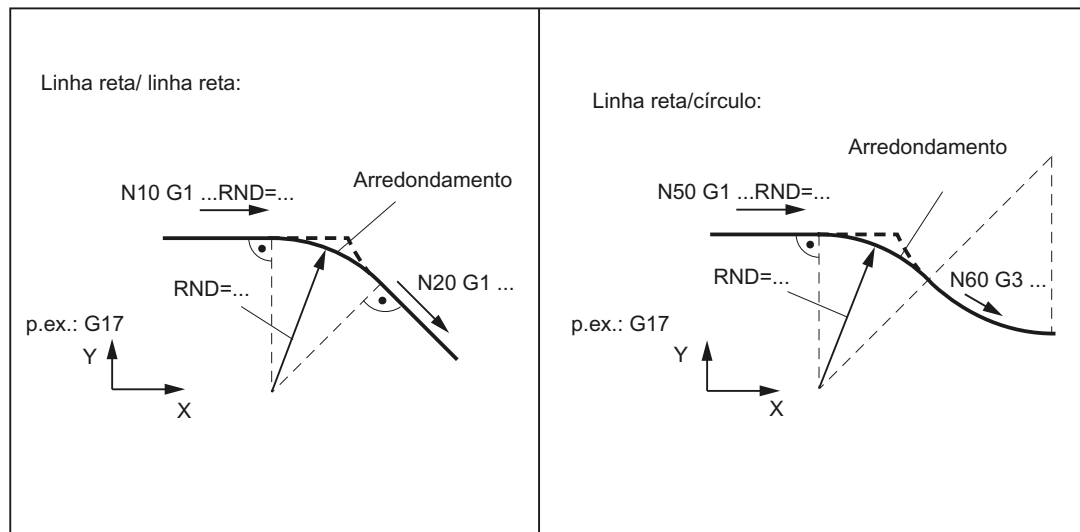 Linha reta/ linha reta:
Arredondamento
N10 G1 ...RND=...
RND=...
N20 G1 ...
p.ex.: G17
Y
X
Linha reta/círculo:
Arredondamento
N50 G1 ...RND=...
RND=...
N60 G3 ...
p.ex.: G17
Y
X